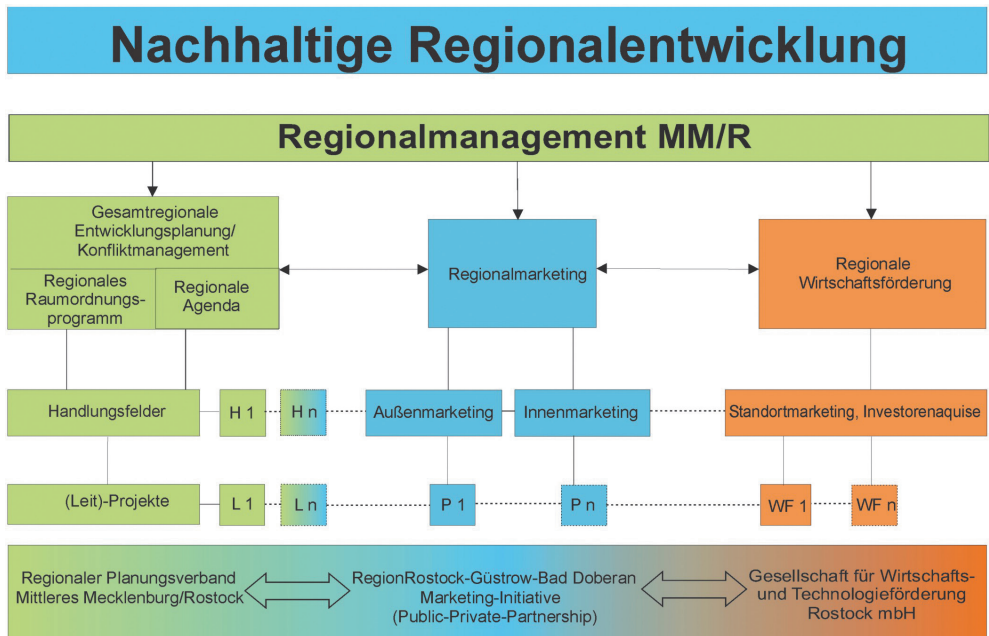 Nachhaltige Regionalentwicklung
Regionalmanagement MM/R
Gesamtregionale
Entwicklungsplanung/
Konfliktmanagement
Regionales
Raumordnungs-
programm
Regionale
Agenda
Regionalmarketing
Regionale
Wirtschaftsförderung
Handlungsfelder
H 1
H n
Außenmarketing
Innenmarketing
Standortmarketing, Investorenaquise
(Leit)-Projekte
L 1
L n
P 1
P n
WF 1
WF n
Regionaler Planungsverband
Mittleres Mecklenburg/Rostock
RegionRostock-Güstrow-Bad Doberan
Marketing-Initiative
(Public-Private-Partnership)
Gesellschaft für Wirtschafts-
und Technologieförderung
Rostock mbH